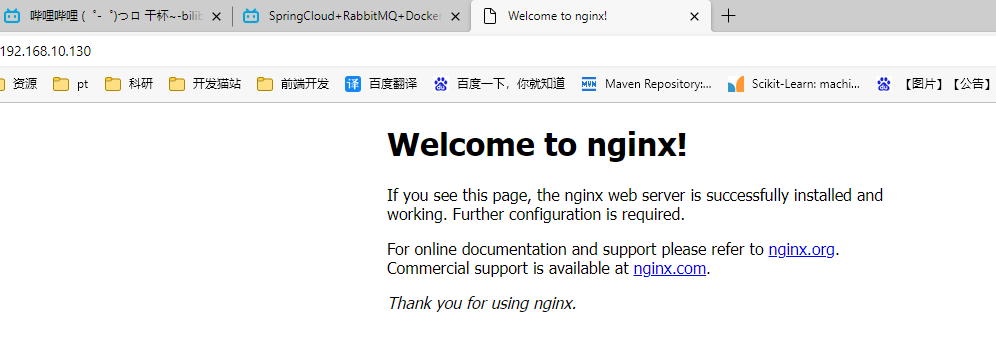 哔哩哔哩 (゜-゜)つロ 干杯~-bilib
SpringCloud+RabbitMQ+Docker
Welcome to nginx!
192.168.10.130
资源
pt
科研
开发猫站
前端开发
译 百度翻译
百度一下，你就知道
MVN Maven Repository:...
Scikit-Learn: machi...
【图片】【公告】
Welcome to nginx!
If you see this page, the nginx web server is successfully installed and
working. Further configuration is required.
For online documentation and support please refer to nginx.org.
Commercial support is available at nginx.com.
Thank you for using nginx.